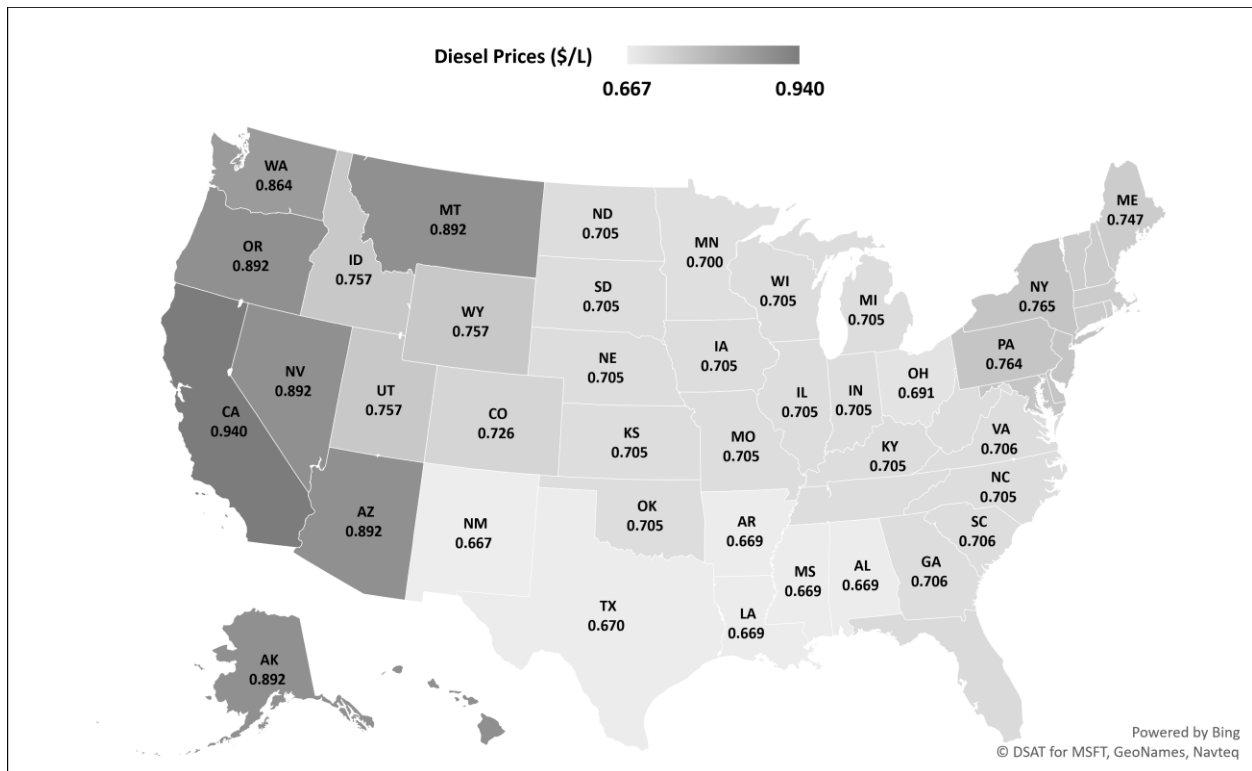 Diesel Prices ($/L)
0.667 0.940
WA
0.864
MT
0.892
ND
0.705
MN
0.700
ME
0.747
OR
0.892
ID
0.757
SD
0.705
WI
0.705
MI
0.705
NY
0.765
WY
0.757
NE
0.705
IA
0.705
PA
0.764
NV
0.892
UT
0.757
CO
0.726
IL
0.705
IN
0.705
OH
0.691
CA
0.940
KS
0.705
MO
0.705
KY
0.705
VA
0.706
NC
0.705
AZ
0.892
NM
0.667
OK
0.705
AR
0.669
SC
0.706
MS
0.669
AL
0.669
GA
0.706
TX
0.670
LA
0.669
AK
0.892
Powered by Bing
© DSAT for MSFT, GeoNames, Navteq